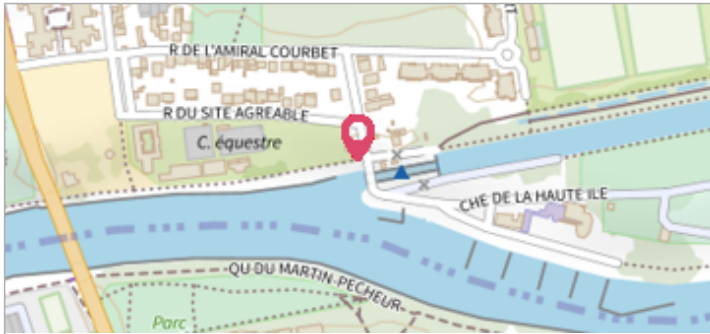 R DE L'AMIRAL COURBET
R DU SITE AGREABLE
C. équestre
CHE DE LA HAUTE ILE
QU DU MARTIN-PECHEUR
Parc